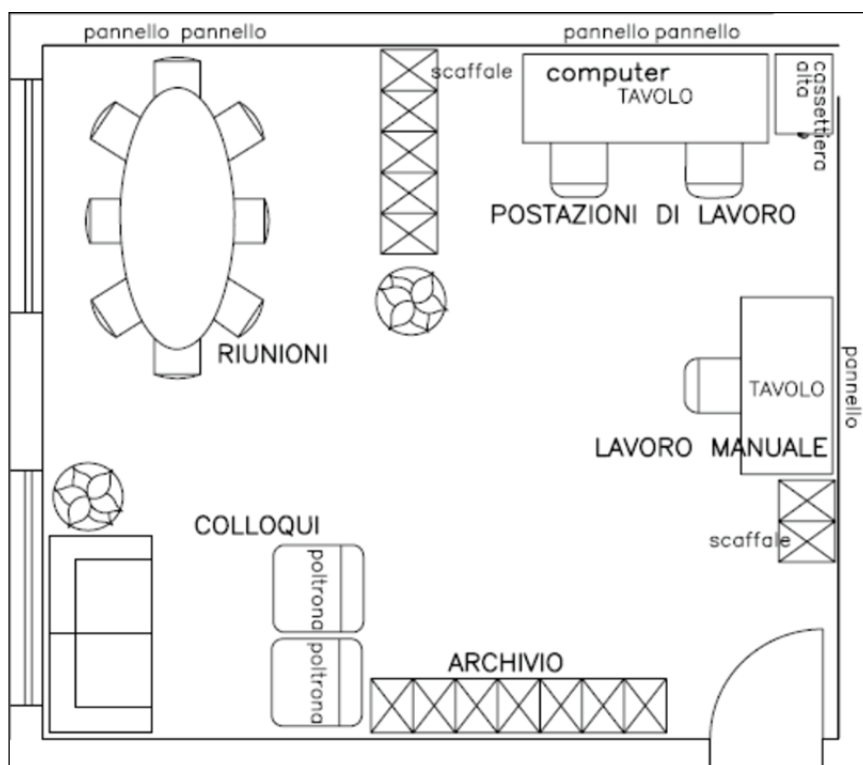 pannello pannello
pannello pannello
scaffale
computer
TAVOLO
cassettiera
alta
POSTAZIONI DI LAVORO
RIUNIONI
pannello
TAVOLO
LAVORO MANUALE
COLLOQUI
scaffale
poltrona
poltrona
ARCHIVIO